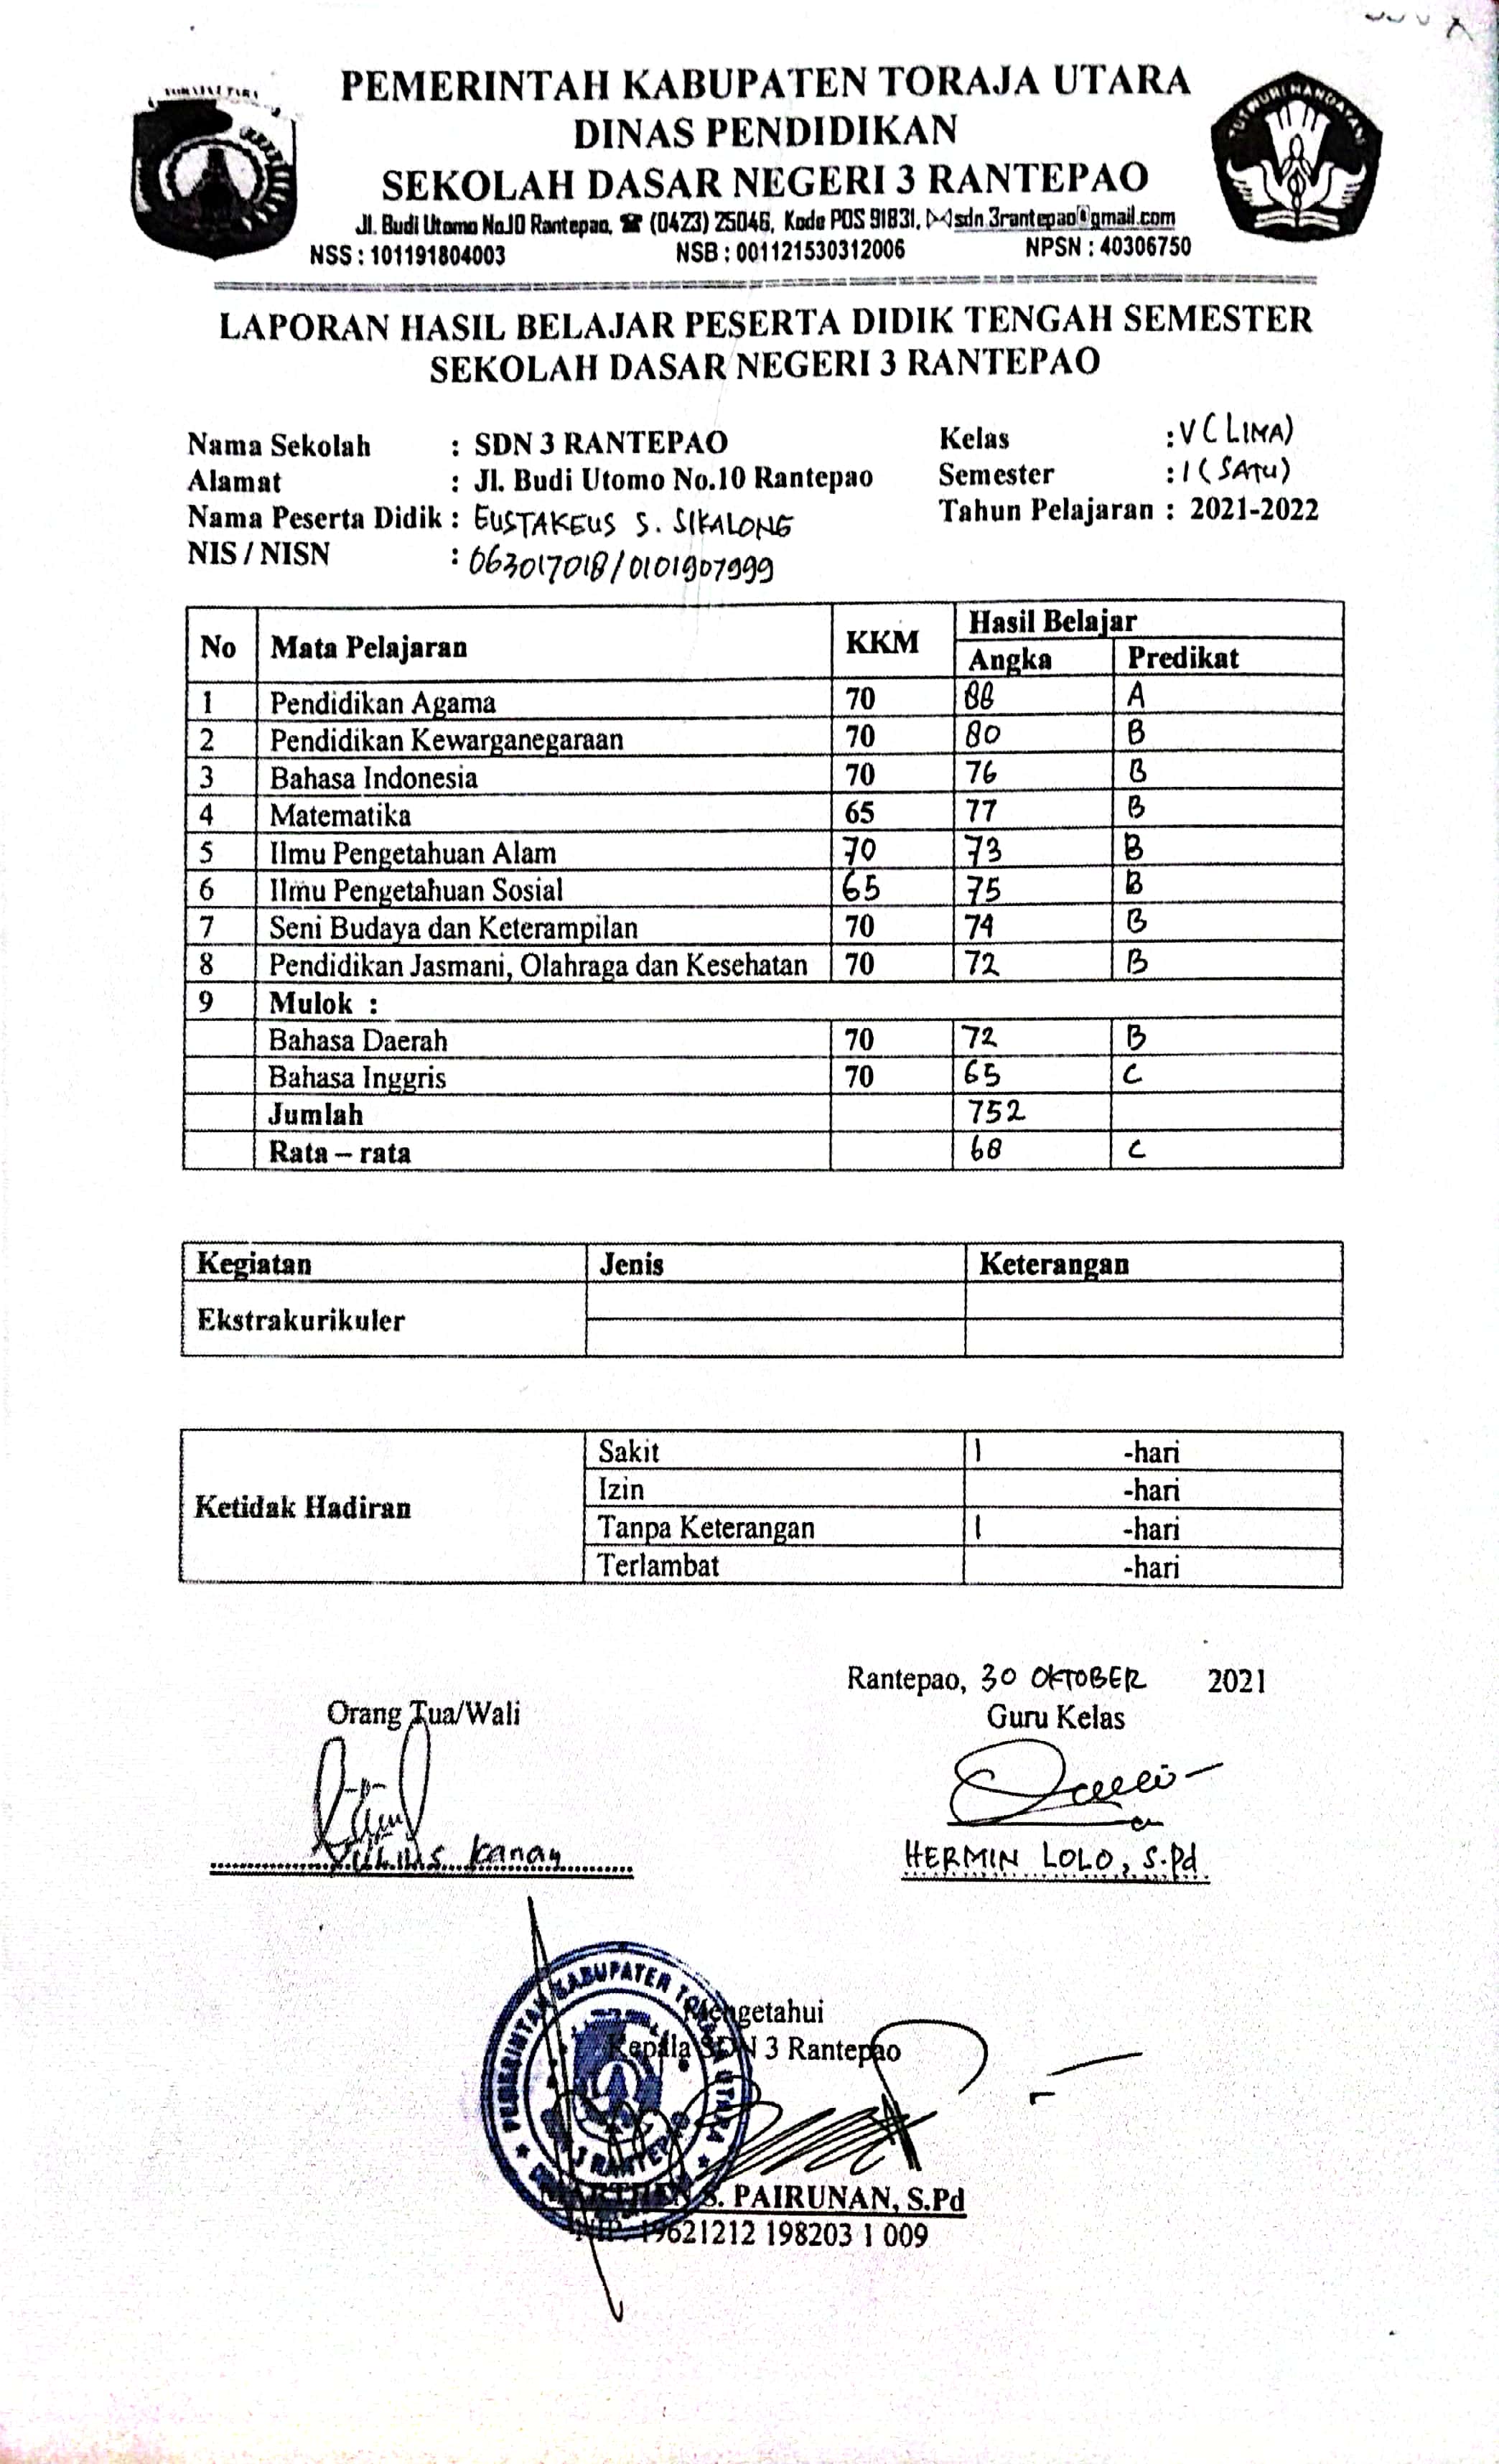 PEMERINTAH KABUPATEN TORAJA UTARA
DINAS PENDIDIKAN
SEKOLAH DASAR NEGERI 3 RANTEPAO
Jl. Budi Utomo No.10 Rantepao, ☎ (0423) 25046, Kode POS 91831, sdn 3rantepao@gmail.com
NSS : 101191804003 NSB : 001121530312006 NPSN : 40306750
TUT WURI HANDAYANI
LAPORAN HASIL BELAJAR PESERTA DIDIK TENGAH SEMESTER
SEKOLAH DASAR NEGERI 3 RANTEPAO
Nama Sekolah : SDN 3 RANTEPAO Kelas : V (LIMA)
Alamat : Jl. Budi Utomo No.10 Rantepao Semester : 1 (SATU)
Nama Peserta Didik : EUSTAKEUS S. SIKALONG Tahun Pelajaran : 2021-2022
NIS / NISN : 063017018/0101907999
No Mata Pelajaran KKM Hasil Belajar
Angka Predikat
1 Pendidikan Agama 70 88 A
2 Pendidikan Kewarganegaraan 70 80 B
3 Bahasa Indonesia 70 76 B
4 Matematika 65 77 B
5 Ilmu Pengetahuan Alam 70 73 B
6 Ilmu Pengetahuan Sosial 65 75 B
7 Seni Budaya dan Keterampilan 70 74 B
8 Pendidikan Jasmani, Olahraga dan Kesehatan 70 72 B
9 Mulok :
Bahasa Daerah 70 72 B
Bahasa Inggris 70 65 C
Jumlah 752
Rata – rata 68 C
Kegiatan Jenis Keterangan
Ekstrakurikuler
Ketidak Hadiran
Sakit 1 -hari
Izin -hari
Tanpa Keterangan 1 -hari
Terlambat -hari
Rantepao, 30 OKTOBER 2021
Orang Tua/Wali Guru Kelas
Yulius Kanan HERMIN LOLO, S.Pd
PEMERINTAH KABUPATEN TORAJA UTARA
Mengetahui
Kepala SDN 3 Rantepao
3 RANTEPAO
MARTHEN S. PAIRUNAN, S.Pd
NIP. 19621212 198203 1 009